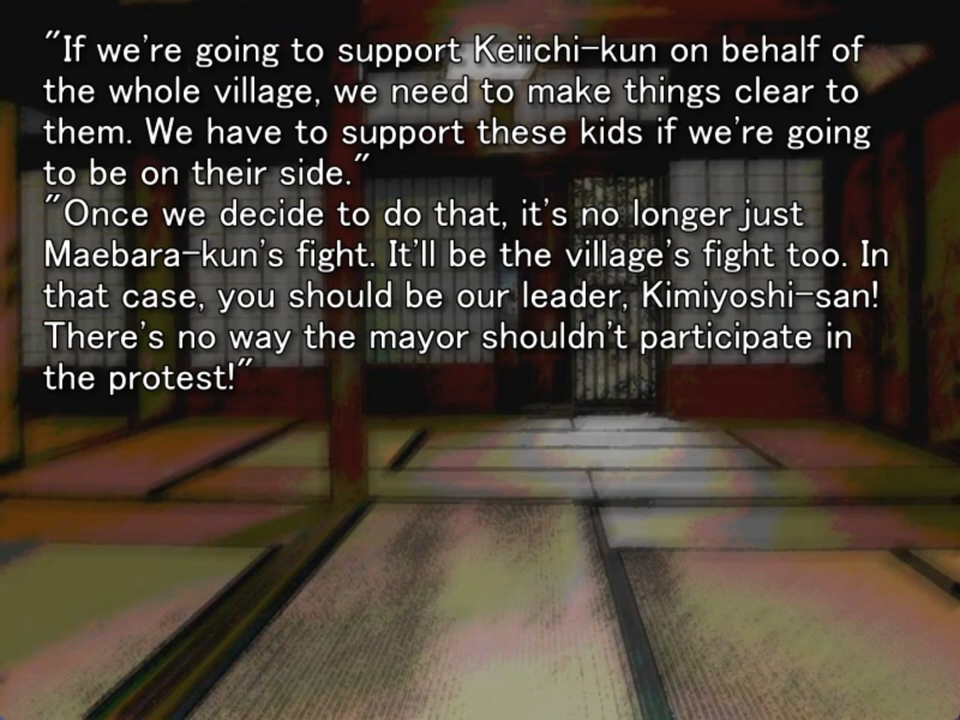 "If we're going to support Keiichi-kun on behalf of
the whole village, we need to make things clear to
them. We have to support these kids if we're going
to be on their side."
"Once we decide to do that, it's no longer just
Maebara-kun's fight. It'll be the village's fight too. In
that case, you should be our leader, Kimiyoshi-san!
There's no way the mayor shouldn't participate in
the protest!"